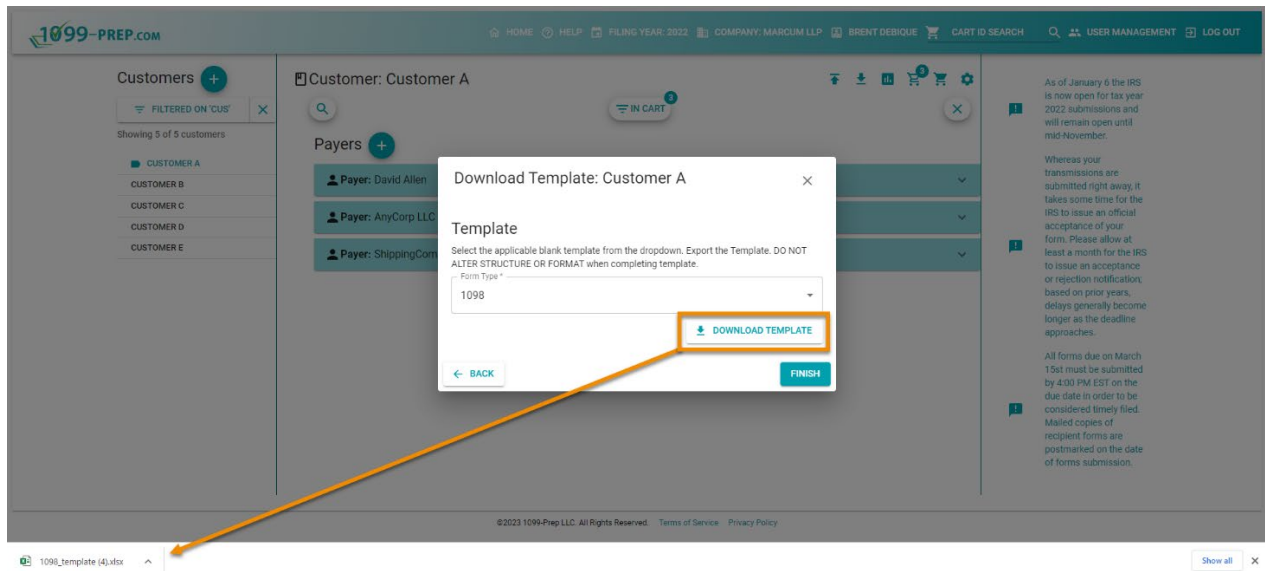 1099-PREP.COM
HOME HELP FILING YEAR: 2022 COMPANY: MARCUM LLP BRENT DEBIQUE CART ID SEARCH USER MANAGEMENT LOG OUT
Customers
FILTERED ON 'CUS'
Showing 5 of 5 customers
CUSTOMER A
CUSTOMER B
CUSTOMER C
CUSTOMER D
CUSTOMER E
Customer: Customer A
3
IN CART 3
Payers
Payer: David Allen
Payer: AnyCorp LLC
Payer: ShippingCorp
Download Template: Customer A
Template
Select the applicable blank template from the dropdown. Export the Template. DO NOT
ALTER STRUCTURE OR FORMAT when completing template.
Form Type *
1098
DOWNLOAD TEMPLATE
BACK
FINISH
As of January 6 the IRS
is now open for tax year
2022 submissions and
will remain open until
mid-November.
Whereas your
transmissions are
submitted right away, it
takes some time for the
IRS to issue an official
acceptance of your
form. Please allow at
least a month for the IRS
to issue an acceptance
or rejection notification;
based on prior years,
delays generally become
longer as the deadline
approaches.
All forms due on March
15st must be submitted
by 4:00 PM EST on the
due date in order to be
considered timely filed.
Mailed copies of
recipient forms are
postmarked on the date
of forms submission.
©2023 1099-Prep LLC. All Rights Reserved. Terms of Service Privacy Policy
1098_template (4).xlsx
Show all